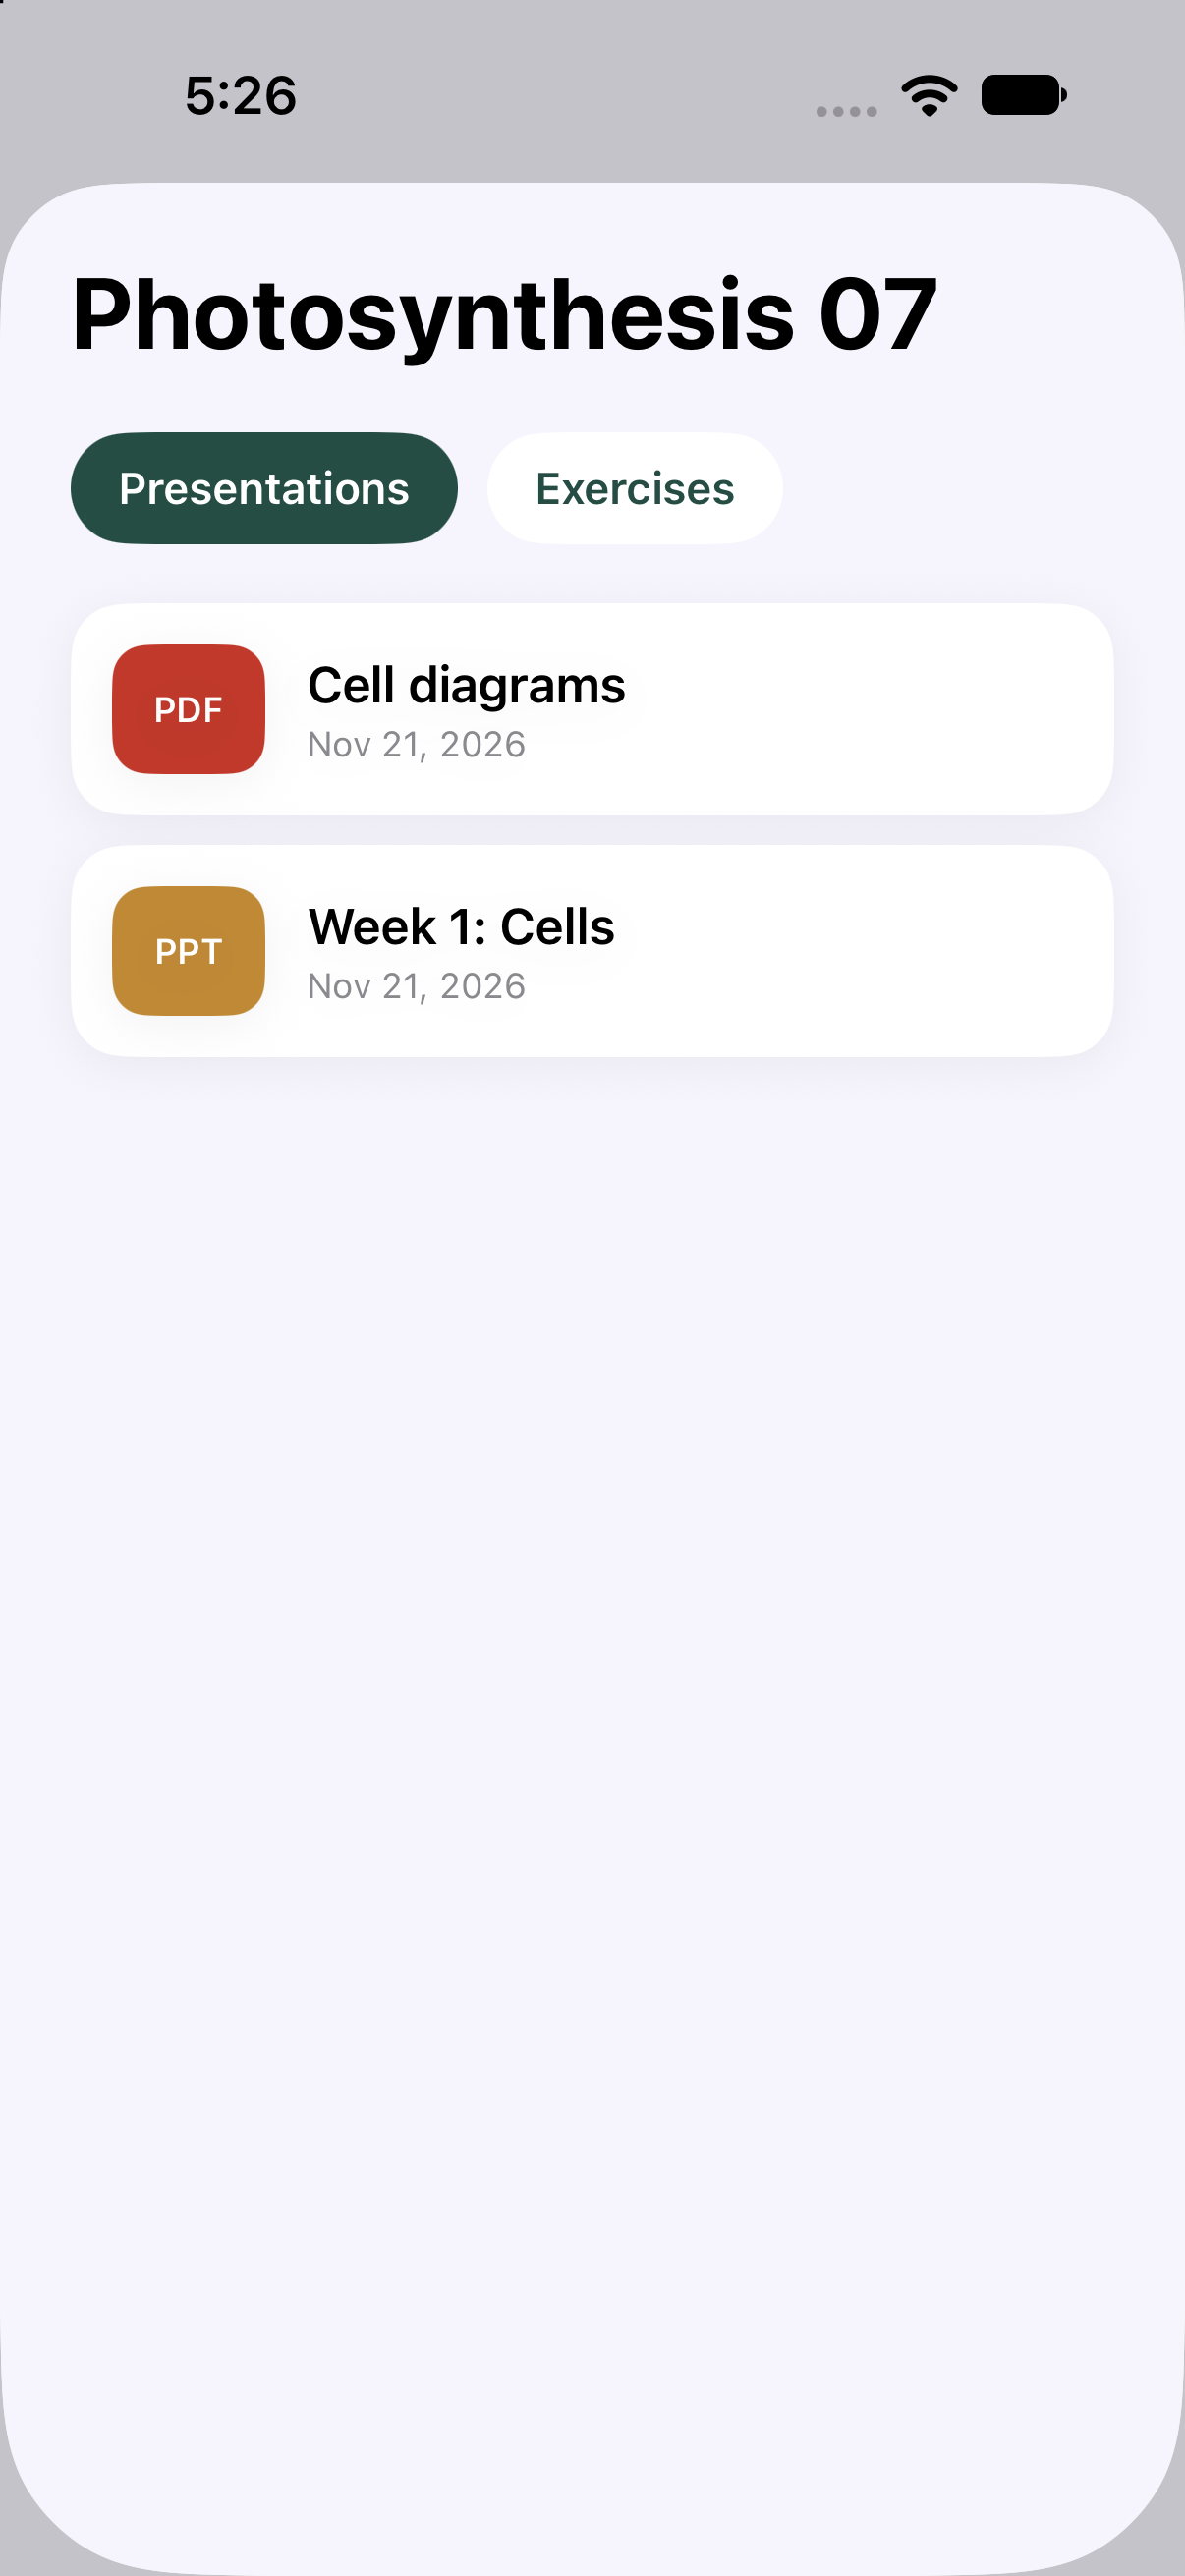 5:26
Photosynthesis 07
Presentations
Exercises
PDF
Cell diagrams
Nov 21, 2026
PPT
Week 1: Cells
Nov 21, 2026